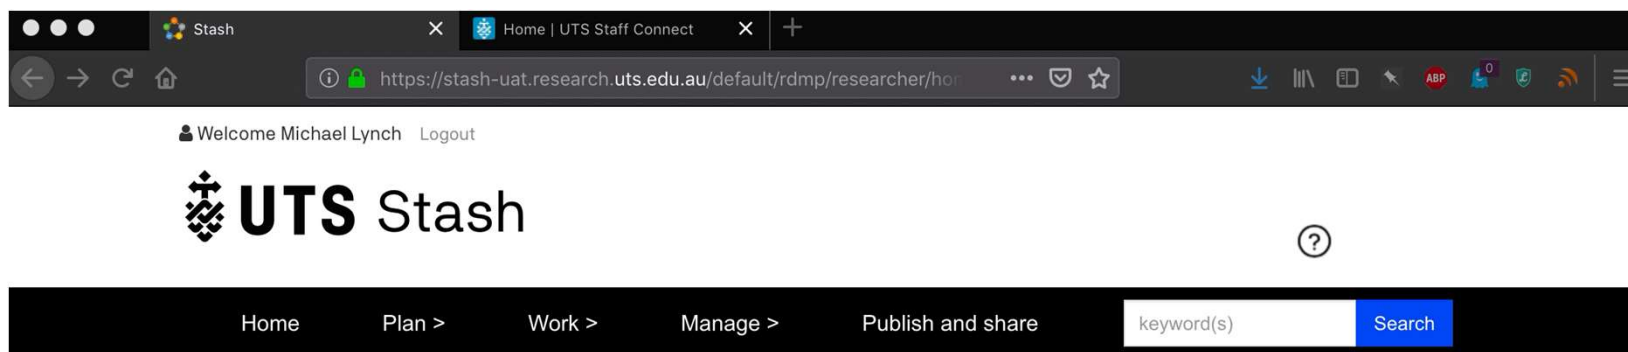 Stash Home | UTS Staff Connect
https://stash-uat.research.uts.edu.au/default/rdmp/researcher/hom ABP 0
Welcome Michael Lynch Logout
UTS Stash
?
Home Plan > Work > Manage > Publish and share keyword(s) Search